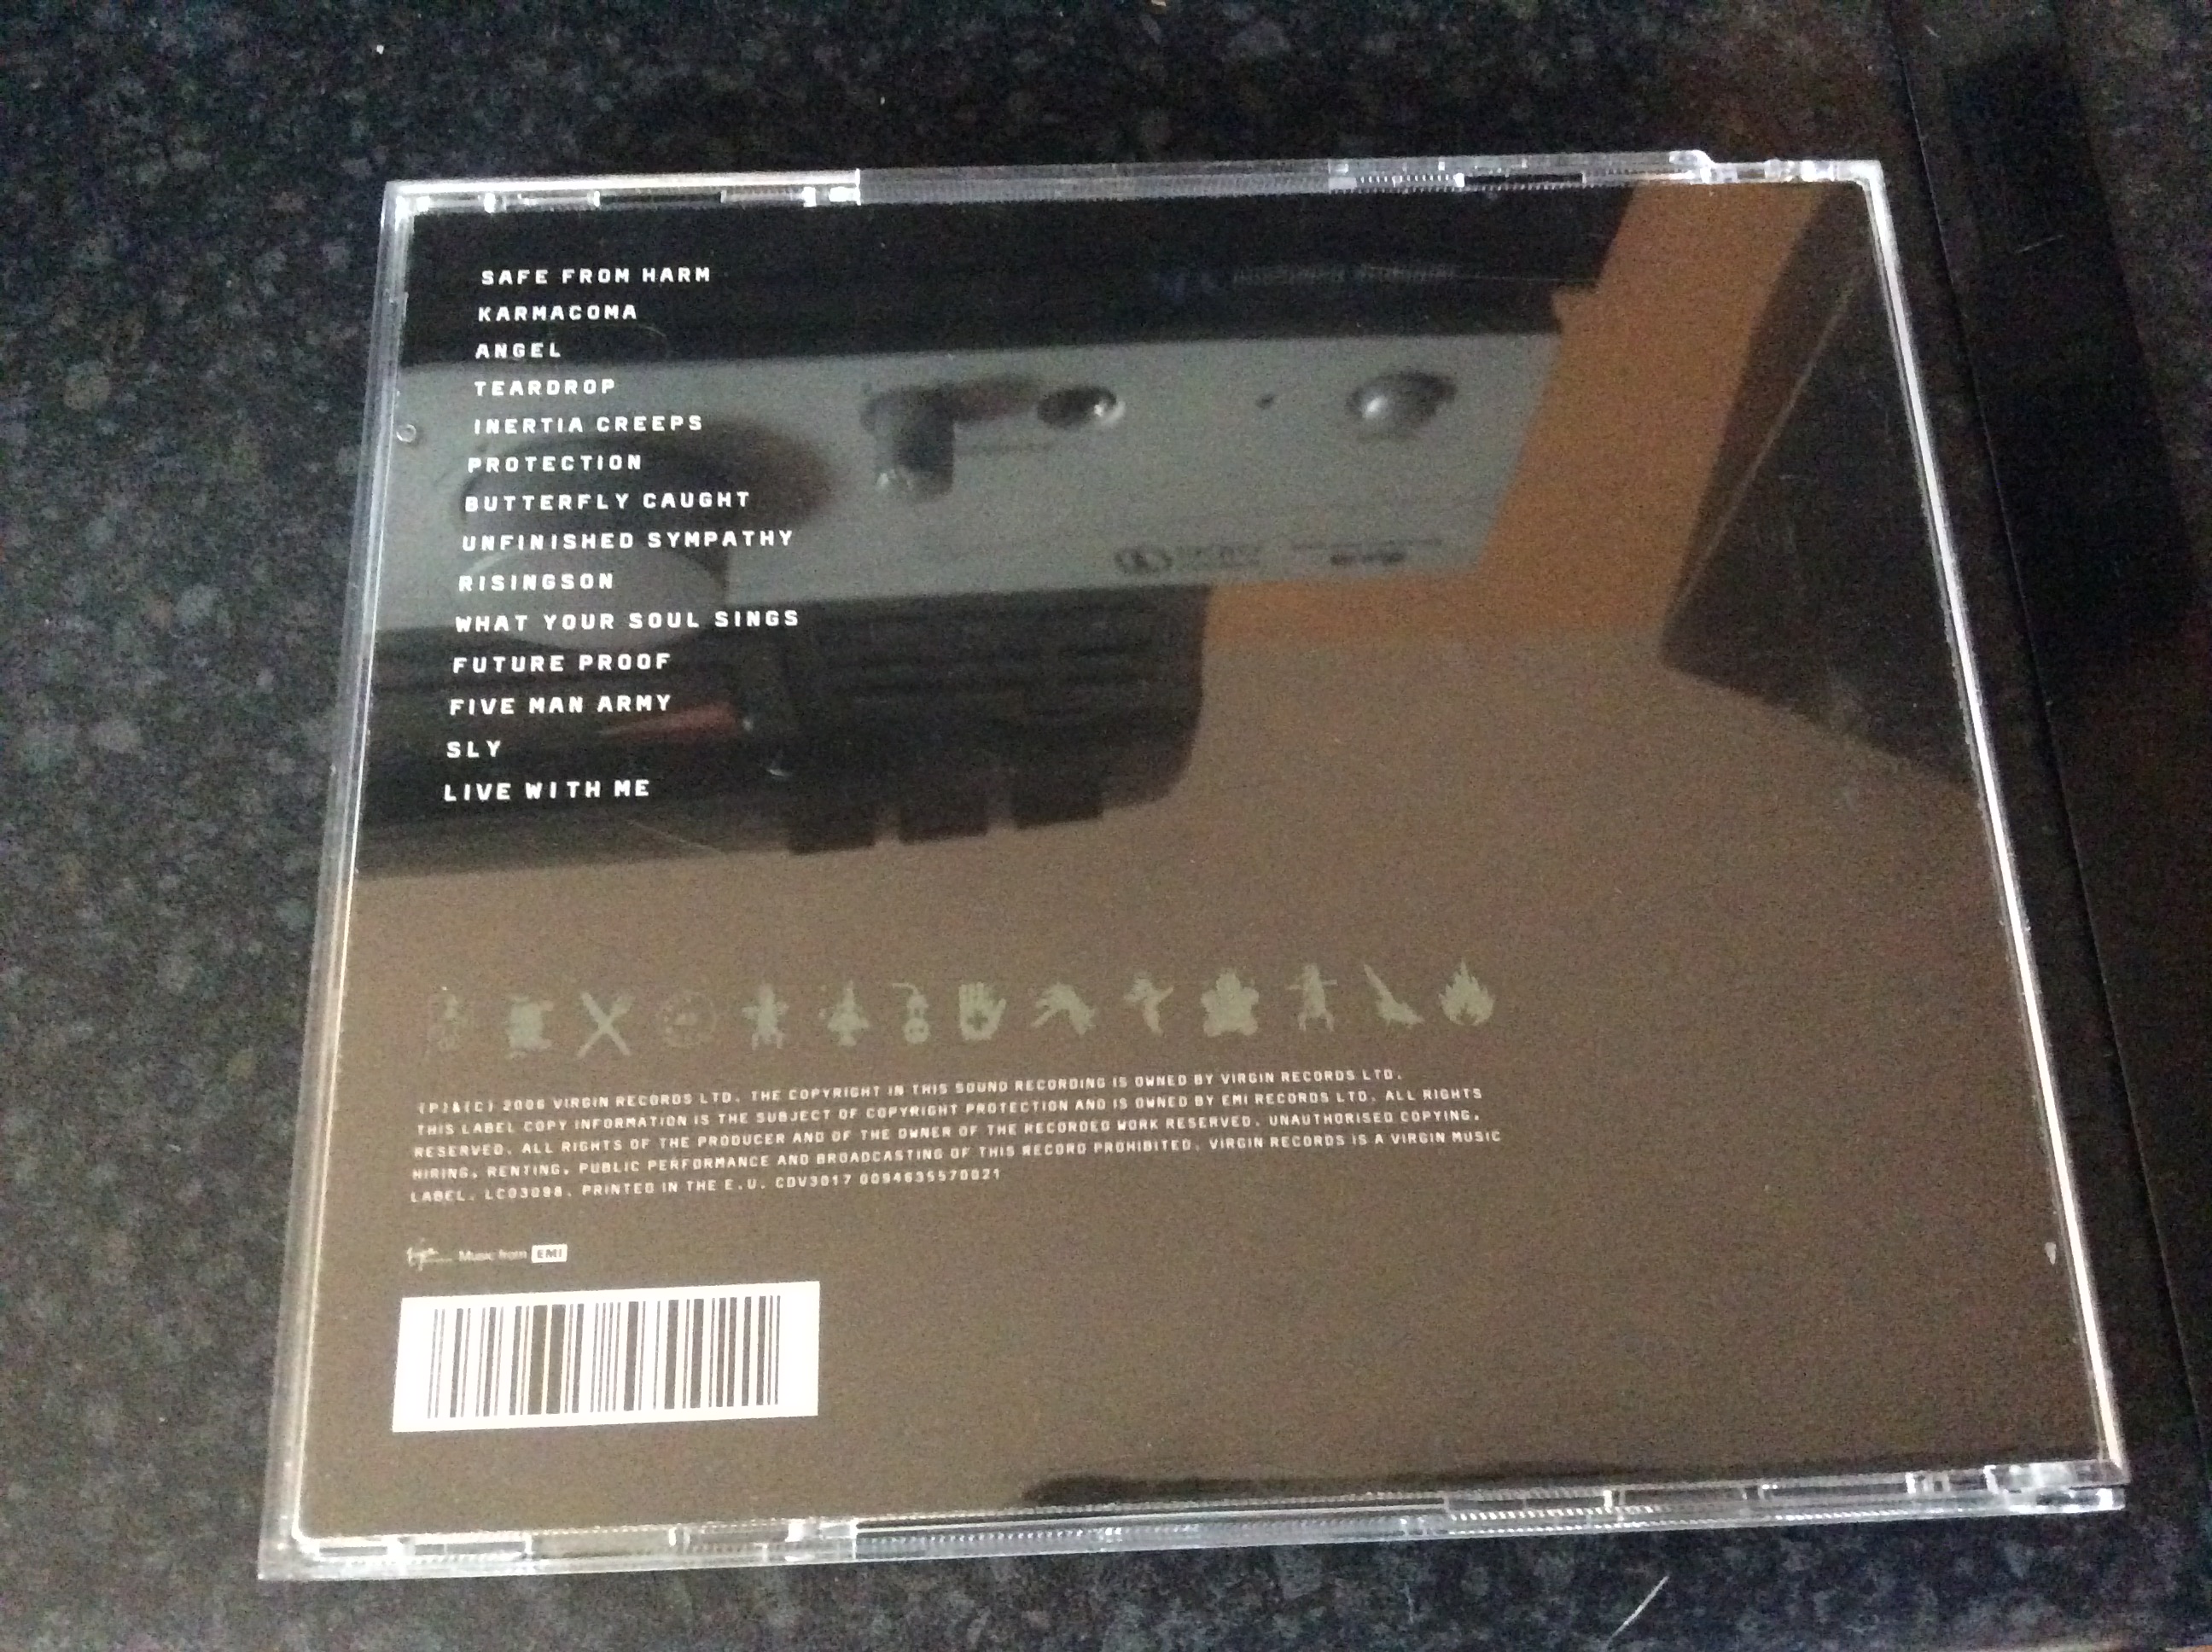 SAFE FROM HARM
KARMACOMA
ANGEL
TEARDROP
INERTIA CREEPS
PROTECTION
BUTTERFLY CAUGHT
UNFINISHED SYMPATHY
RISINGSON
WHAT YOUR SOUL SINGS
FUTURE PROOF
FIVE MAN ARMY
SLY
LIVE WITH ME
(P)&(C) 2006 VIRGIN RECORDS LTD. THE COPYRIGHT IN THIS SOUND RECORDING IS OWNED BY VIRGIN RECORDS LTD.
THIS LABEL COPY INFORMATION IS THE SUBJECT OF COPYRIGHT PROTECTION AND IS OWNED BY EMI RECORDS LTD. ALL RIGHTS
RESERVED. ALL RIGHTS OF THE PRODUCER AND OF THE OWNER OF THE RECORDED WORK RESERVED. UNAUTHORISED COPYING,
HIRING, RENTING, PUBLIC PERFORMANCE AND BROADCASTING OF THIS RECORD PROHIBITED. VIRGIN RECORDS IS A VIRGIN MUSIC
LABEL. LC03098. PRINTED IN THE E.U. CDV3017 0094635570021
Virgin Music from EMI